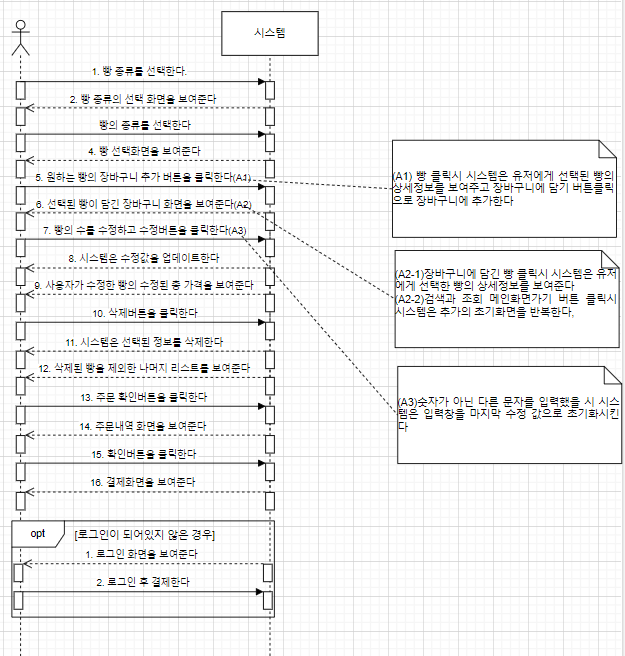 시스템
1. 빵 종류를 선택한다.
2. 빵 종류의 선택 화면을 보여준다
빵의 종류를 선택한다
4. 빵 선택화면을 보여준다
5. 원하는 빵의 장바구니 추가 버튼을 클릭한다(A1)
6. 선택된 빵이 담긴 장바구니 화면을 보여준다(A2)
7. 빵의 수를 수정하고 수정버튼을 클릭한다(A3)
8. 시스템은 수정값을 업데이트한다
9. 사용자가 수정한 빵의 수정된 총 가격을 보여준다
10. 삭제버튼을 클릭한다
11. 시스템은 선택된 정보를 삭제한다
12. 삭제된 빵을 제외한 나머지 리스트를 보여준다
13. 주문 확인버튼을 클릭한다
14. 주문내역 화면을 보여준다
15. 확인버튼을 클릭한다
16. 결제화면을 보여준다
opt
[로그인이 되어있지 않은 경우]
1. 로그인 화면을 보여준다
2. 로그인 후 결제한다
(A1) 빵 클릭시 시스템은 유저에게 선택된 빵의
상세정보를 보여주고 장바구니에 담기 버튼클릭
으로 장바구니에 추가한다
(A2-1)장바구니에 담긴 빵 클릭시 시스템은 유저
에게 선택한 빵의 상세정보를 보여준다
(A2-2)검색과 조회 메인화면가기 버튼 클릭시
시스템은 추가의 초기화면을 반복한다,
(A3)숫자가 아닌 다른 문자를 입력했을 시 시스
템은 입력창을 마지막 수정 값으로 초기화시킨
다